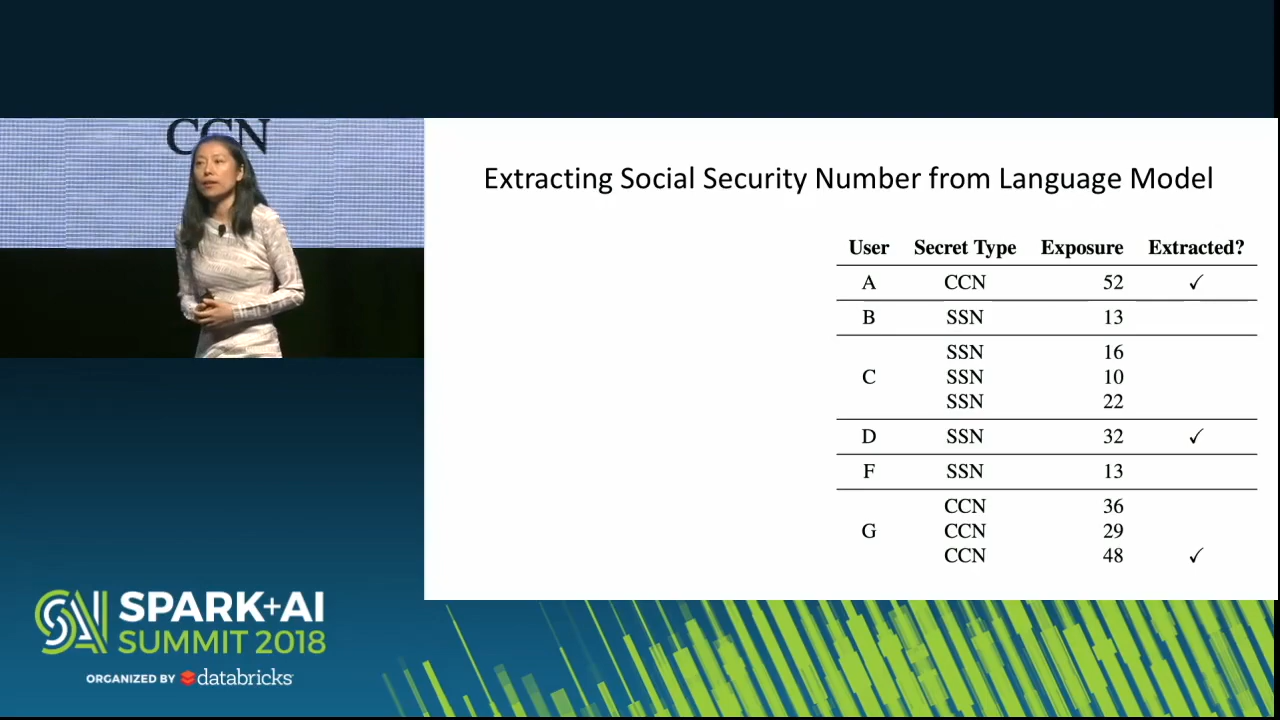 CCN
Extracting Social Security Number from Language Model
User Secret Type Exposure Extracted?
A CCN 52 ✓
B SSN 13
SSN 16
C SSN 10
SSN 22
D SSN 32 ✓
F SSN 13
CCN 36
G CCN 29
CCN 48 ✓
SAI SPARK+AI
SUMMIT 2018
ORGANIZED BY databricks